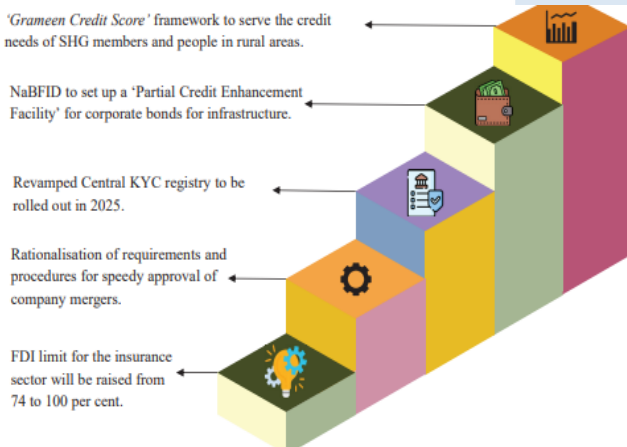 ‘Grameen Credit Score’ framework to serve the credit
needs of SHG members and people in rural areas.
NaBFID to set up a ‘Partial Credit Enhancement
Facility’ for corporate bonds for infrastructure.
Revamped Central KYC registry to be
rolled out in 2025.
Rationalisation of requirements and
procedures for speedy approval of
company mergers.
FDI limit for the insurance
sector will be raised from
74 to 100 per cent.